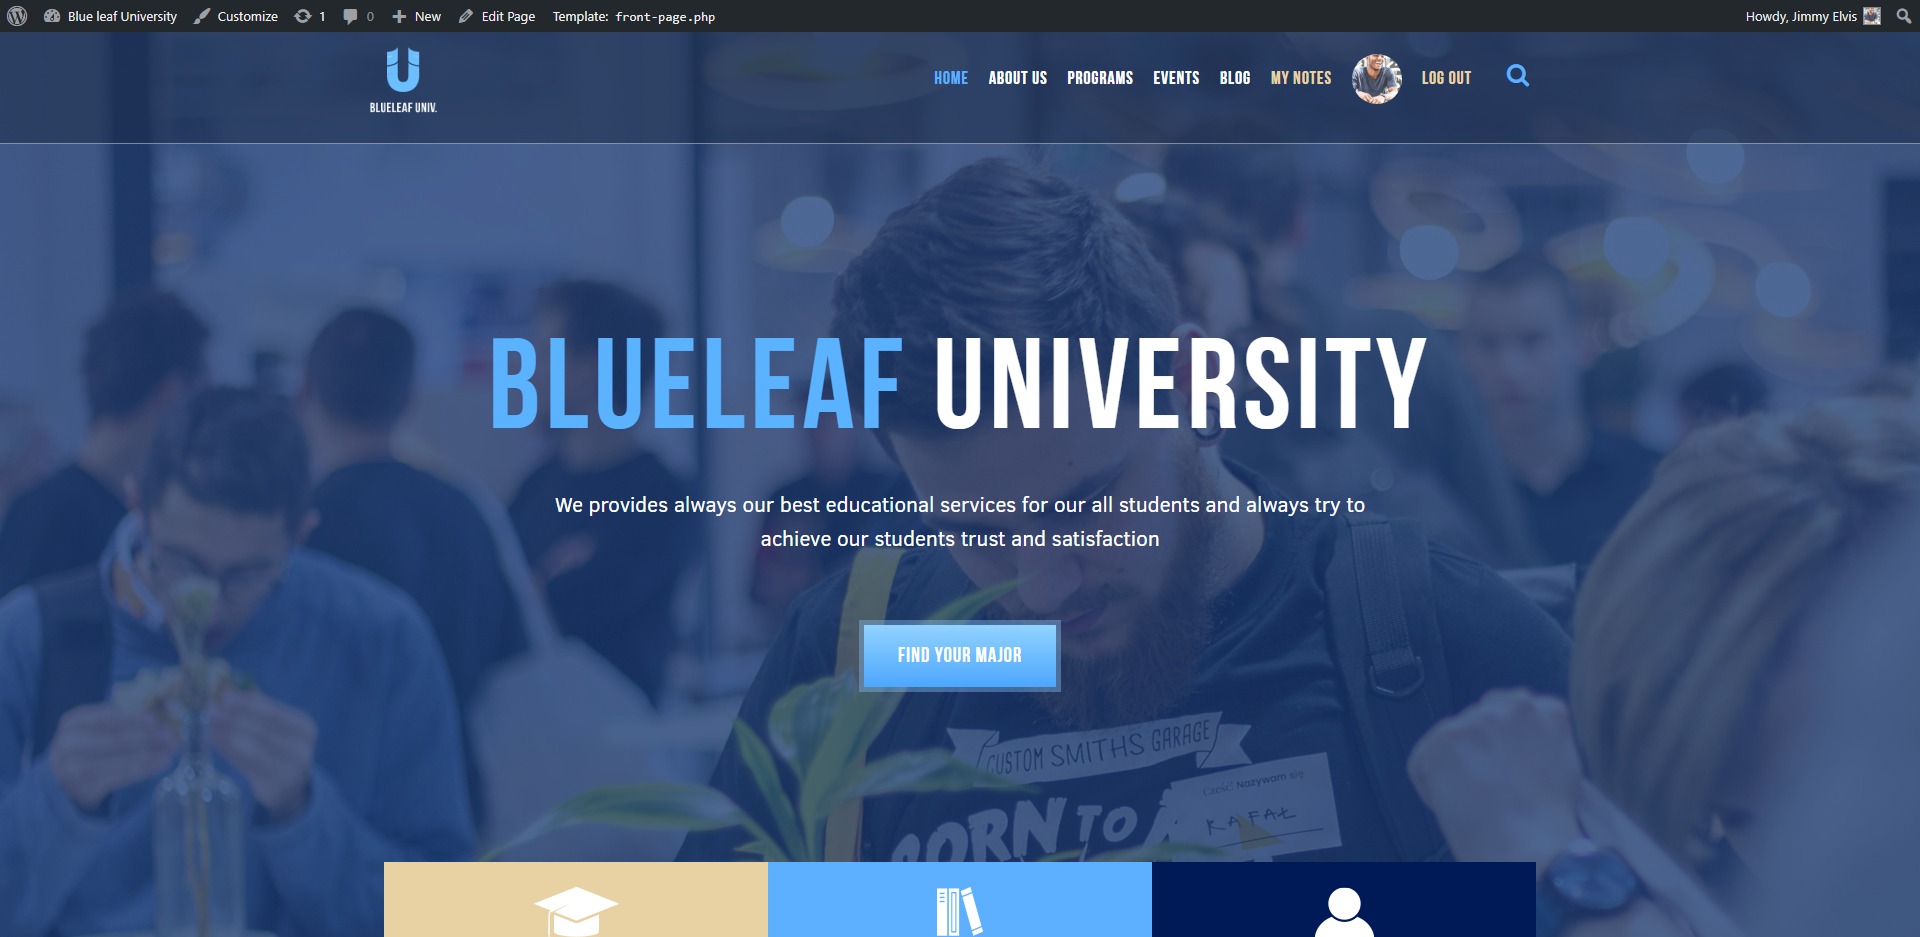 Blue leaf University Customize 1 0 New Edit Page Template: front-page.php Howdy, Jimmy Elvis
U
BLUELEAF UNIV.
HOME ABOUT US PROGRAMS EVENTS BLOG MY NOTES LOG OUT
BLUELEAF UNIVERSITY
We provides always our best educational services for our all students and always try to
achieve our students trust and satisfaction
FIND YOUR MAJOR
CUSTOM SMITHS GARAGE
Cześć! Nazywam się
KAFAŁ
BORN TO